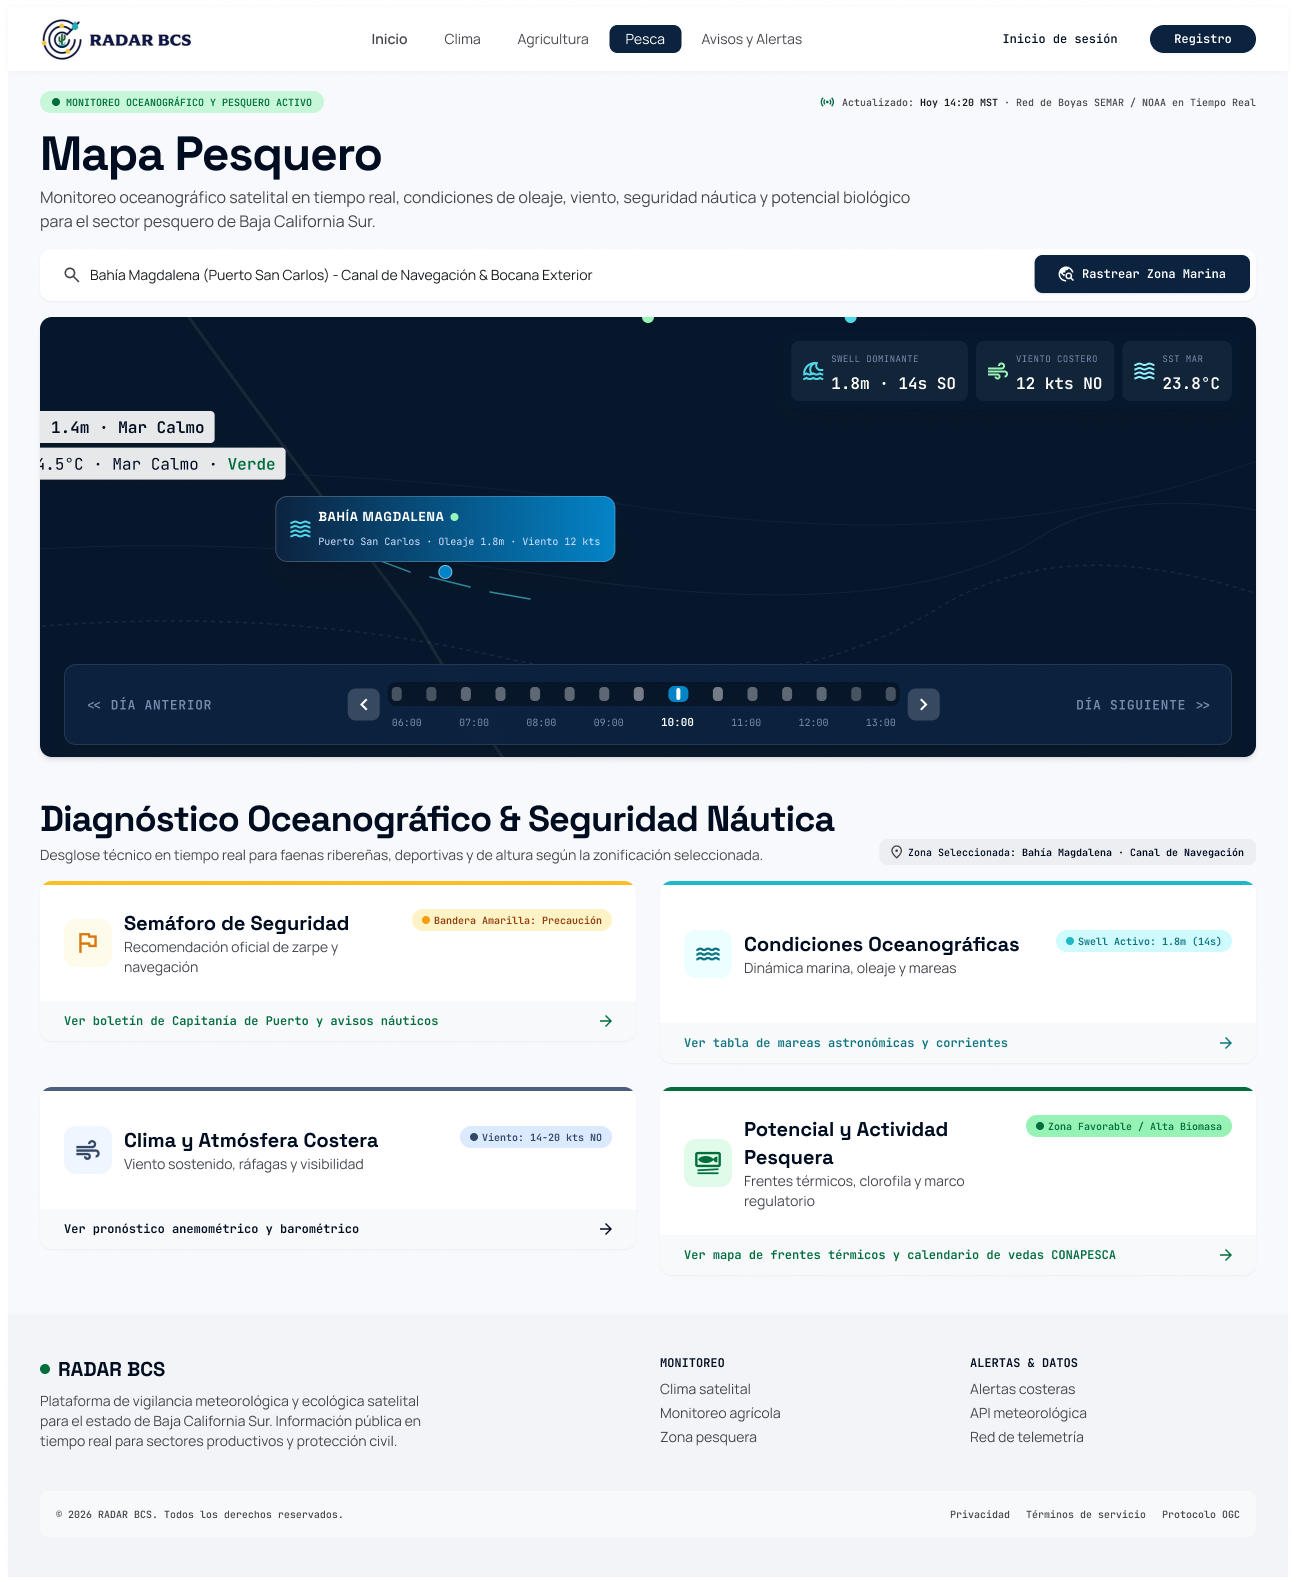 RADAR BCS
Inicio
Clima
Agricultura
Pesca
Avisos y Alertas
Inicio de sesión
Registro
MONITOREO OCEANOGRÁFICO Y PESQUERO ACTIVO
Actualizado: Hoy 14:20 MST · Red de Boyas SEMAR / NOAA en Tiempo Real
Mapa Pesquero
Monitoreo oceanográfico satelital en tiempo real, condiciones de oleaje, viento, seguridad náutica y potencial biológico
para el sector pesquero de Baja California Sur.
Bahía Magdalena (Puerto San Carlos) - Canal de Navegación & Bocana Exterior
Rastrear Zona Marina
SWELL DOMINANTE
1.8m · 14s SO
VIENTO COSTERO
12 kts NO
SST MAR
23.8°C
1.4m · Mar Calmo
4.5°C · Mar Calmo · Verde
BAHÍA MAGDALENA
Puerto San Carlos · Oleaje 1.8m · Viento 12 kts
<< DÍA ANTERIOR
06:00
07:00
08:00
09:00
10:00
11:00
12:00
13:00
DÍA SIGUIENTE >>
Diagnóstico Oceanográfico & Seguridad Náutica
Desglose técnico en tiempo real para faenas ribereñas, deportivas y de altura según la zonificación seleccionada.
Zona Seleccionada: Bahía Magdalena · Canal de Navegación
Semáforo de Seguridad
Recomendación oficial de zarpe y
navegación
Bandera Amarilla: Precaución
Ver boletín de Capitanía de Puerto y avisos náuticos
Condiciones Oceanográficas
Dinámica marina, oleaje y mareas
Swell Activo: 1.8m (14s)
Ver tabla de mareas astronómicas y corrientes
Clima y Atmósfera Costera
Viento sostenido, ráfagas y visibilidad
Viento: 14-20 kts NO
Ver pronóstico anemométrico y barométrico
Potencial y Actividad
Pesquera
Frentes térmicos, clorofila y marco
regulatorio
Zona Favorable / Alta Biomasa
Ver mapa de frentes térmicos y calendario de vedas CONAPESCA
RADAR BCS
Plataforma de vigilancia meteorológica y ecológica satelital
para el estado de Baja California Sur. Información pública en
tiempo real para sectores productivos y protección civil.
MONITOREO
Clima satelital
Monitoreo agrícola
Zona pesquera
ALERTAS & DATOS
Alertas costeras
API meteorológica
Red de telemetría
© 2026 RADAR BCS. Todos los derechos reservados.
Privacidad
Términos de servicio
Protocolo OGC